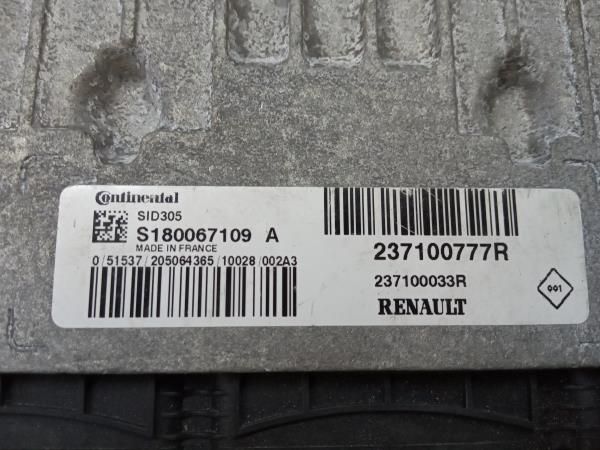 Continental
SID305
S180067109 A
MADE IN FRANCE
0/51537/205064365/10028/002A3
237100777R
237100033R
RENAULT
001